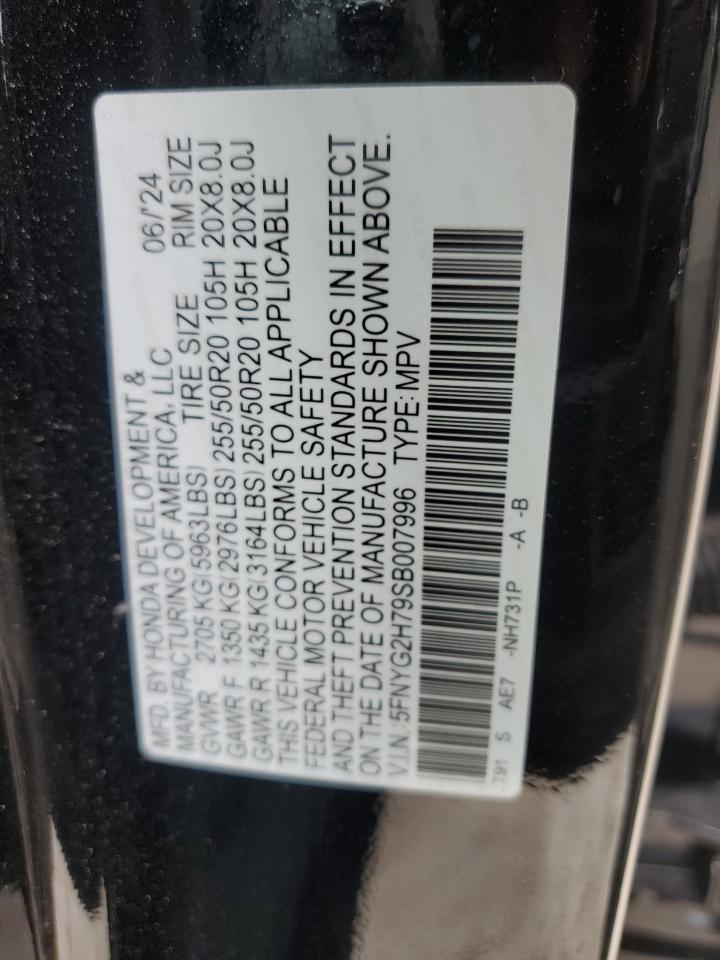 MFD. BY HONDA DEVELOPMENT & 06/'24
MANUFACTURING OF AMERICA, LLC
GVWR 2705 KG(5963LBS) TIRE SIZE RIM SIZE
GAWR F 1350 KG(2976LBS) 255/50R20 105H 20X8.0J
GAWR R 1435 KG(3164LBS) 255/50R20 105H 20X8.0J
THIS VEHICLE CONFORMS TO ALL APPLICABLE
FEDERAL MOTOR VEHICLE SAFETY
AND THEFT PREVENTION STANDARDS IN EFFECT
ON THE DATE OF MANUFACTURE SHOWN ABOVE.
V.I.N.:5FNYG2H79SB007996 TYPE: MPV
T91 S AE7 -NH731P -A -B